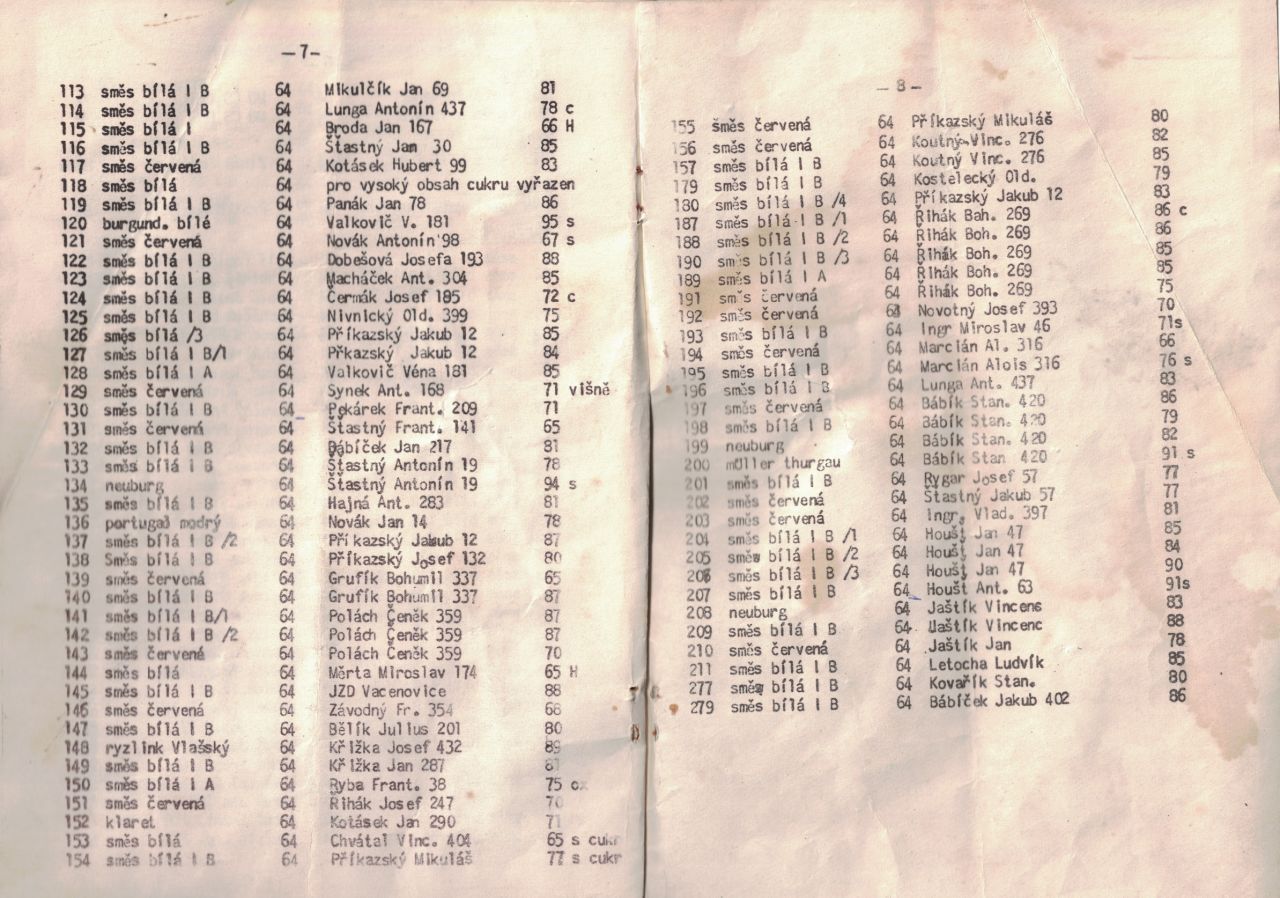 -7-
113 směs bílá I B 64 Mikulčík Jan 69 81
114 směs bílá I B 64 Lunga Antonín 437 78 c
115 směs bílá I 64 Broda Jan 167 66 H
116 směs bílá I B 64 Šťastný Jan 30 85
117 směs červená 64 Kotásek Hubert 99 83
118 směs bílá 64 pro vysoký obsah cukru vyřazen
119 směs bílá I B 64 Panák Jan 78 86
120 burgund. bílé 64 Valkovič V. 181 95 s
121 směs červená 64 Novák Antonín 98 67 s
122 směs bílá I B 64 Dobešová Josefa 193 88
123 směs bílá I B 64 Macháček Ant. 304 85
124 směs bílá I B 64 Čermák Josef 185 72 c
125 směs bílá I B 64 Nivnický Old. 399 75
126 směs bílá /3 64 Příkazský Jakub 12 85
127 směs bílá I B/1 64 Přkazský Jakub 12 84
128 směs bílá I A 64 Valkovič Véna 181 85
129 směs červená 64 Synek Ant. 168 71 višně
130 směs bílá I B 64 Pekárek Frant. 209 71
131 směs červená 64 Šťastný Frant. 141 65
132 směs bílá I B 64 Bábíček Jan 217 81
133 směs bílá I B 64 Šťastný Antonín 19 78
134 neuburg 64 Šťastný Antonín 19 94 s
135 směs bílá I B 64 Hajná Ant. 283 81
136 portugal modrý 64 Novák Jan 14 78
137 směs bílá I B /2 64 Příkazský Jakub 12 87
138 Směs bílá I B 64 Příkazský Josef 132 80
139 směs červená 64 Grufík Bohumil 337 65
140 směs bílá I B 64 Grufík Bohumil 337 87
141 směs bílá I B/1 64 Polách Čeněk 359 87
142 směs bílá I B /2 64 Polách Čeněk 359 87
143 směs červená 64 Polách Čeněk 359 70
144 směs bílá 64 Měrta Miroslav 174 65 H
145 směs bílá I B 64 JZD Vacenovice 88
146 směs červená 64 Závodný Fr. 354 68
147 směs bílá I B 64 Bělík Julius 201 80
148 ryzlink Vlašský 64 Křižka Josef 432 89
149 směs bílá I B 64 Křižka Jan 287 81
150 směs bílá I A 64 Ryba Frant. 38 75 ox
151 směs červená 64 Řihák Josef 247 70
152 klaret 64 Kotásek Jan 290 71
153 směs bílá 64 Chvátal Vinc. 404 65 s cukr
154 směs bílá I B 64 Příkazský Mikuláš 77 s cukr
-8-
155 směs červená 64 Příkazský Mikuláš 80
156 směs červená 64 Koutný Vinc. 276 82
157 směs bílá I B 64 Koutný Vinc. 276 85
179 směs bílá I B 64 Kostelecký Old. 79
180 směs bílá I B /4 64 Příkazský Jakub 12 83
187 směs bílá I B /1 64 Řihák Bah. 269 86 c
188 směs bílá I B /2 64 Řihák Boh. 269 86
190 směs bílá I B /3 64 Řihák Boh. 269 85
189 směs bílá I A 64 Řihák Boh. 269 85
191 směs červená 64 Řihák Boh. 269 75
192 směs červená 64 Novotný Josef 393 70
193 směs bílá I B 64 Ingr Miroslav 46 71s
194 směs červená 64 Marcián Al. 316 66
195 směs bílá I B 64 Marcián Alois 316 76 s
196 směs bílá I B 64 Lunga Ant. 437 83
197 směs červená 64 Bábík Stan. 420 86
198 směs bílá I B 64 Bábík Stan. 420 79
199 neuburg 64 Bábík Stan. 420 82
200 müller thurgau 64 Bábík Stan 420 91 s
201 směs bílá I B 64 Rygar Josef 57 77
202 směs červená 64 Šťastný Jakub 57 77
203 směs červená 64 Ingr, Vlad. 397 81
204 směs bílá I B /1 64 Houšť Jan 47 85
205 směs bílá I B /2 64 Houšť Jan 47 84
206 směs bílá I B /3 64 Houšť Jan 47 90
207 směs bílá I B 64 Houšt Ant. 63 91s
208 neuburg 64 Jaštík Vincenc 83
209 směs bílá I B 64 Jaštík Vincenc 88
210 směs červená 64 Jaštík Jan 78
211 směs bílá I B 64 Letocha Ludvík 85
277 směs bílá I B 64 Kovařík Stan. 80
279 směs bílá I B 64 Bábíček Jakub 402 86